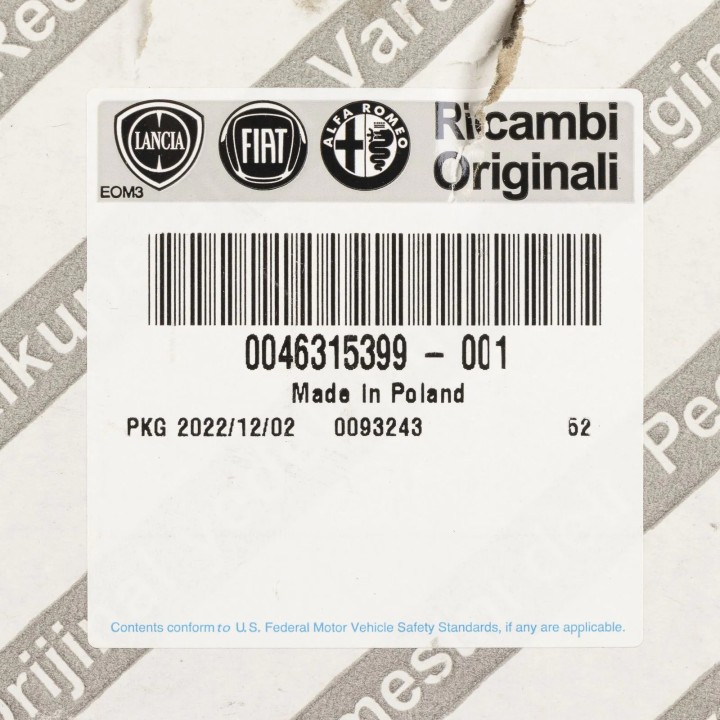 LANCIA
FIAT
ALFA ROMEO
Ricambi
Originali
EOM3
0046315399 - 001
Made in Poland
PKG 2022/12/02 0093243 52
Contents conform to U.S. Federal Motor Vehicle Safety Standards, if any are applicable.